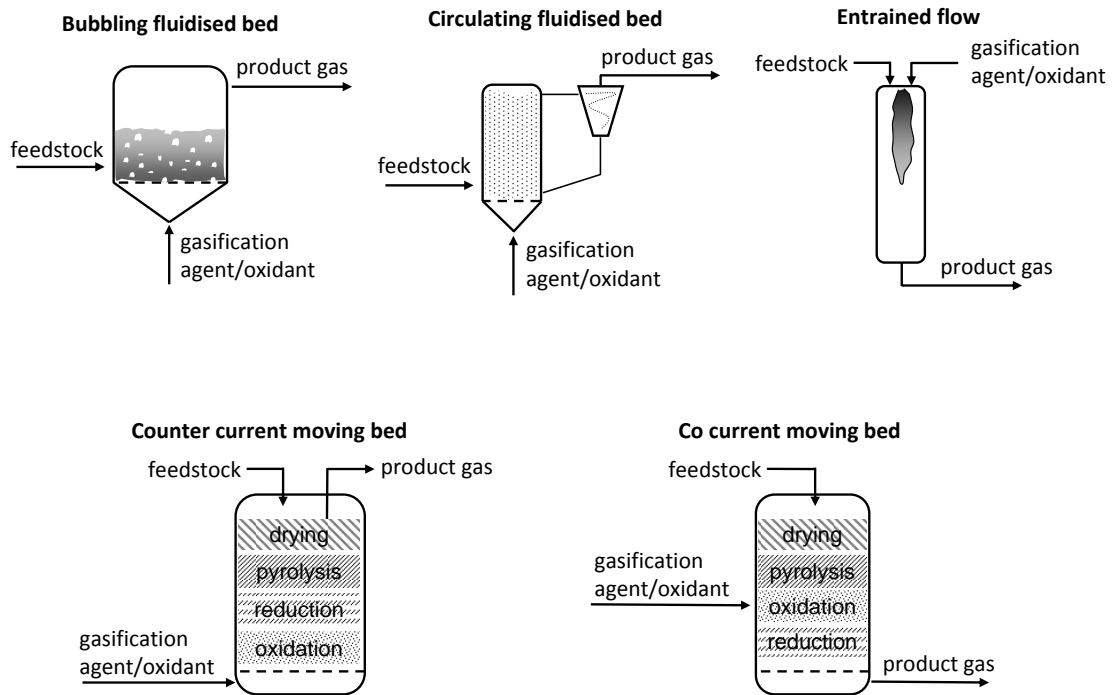 Bubbling fluidised bed
product gas
feedstock
gasification
agent/oxidant
Circulating fluidised bed
product gas
feedstock
gasification
agent/oxidant
Entrained flow
feedstock
gasification
agent/oxidant
product gas
Counter current moving bed
feedstock
product gas
drying
pyrolysis
reduction
oxidation
gasification
agent/oxidant
Co current moving bed
feedstock
drying
gasification
agent/oxidant
pyrolysis
oxidation
reduction
product gas